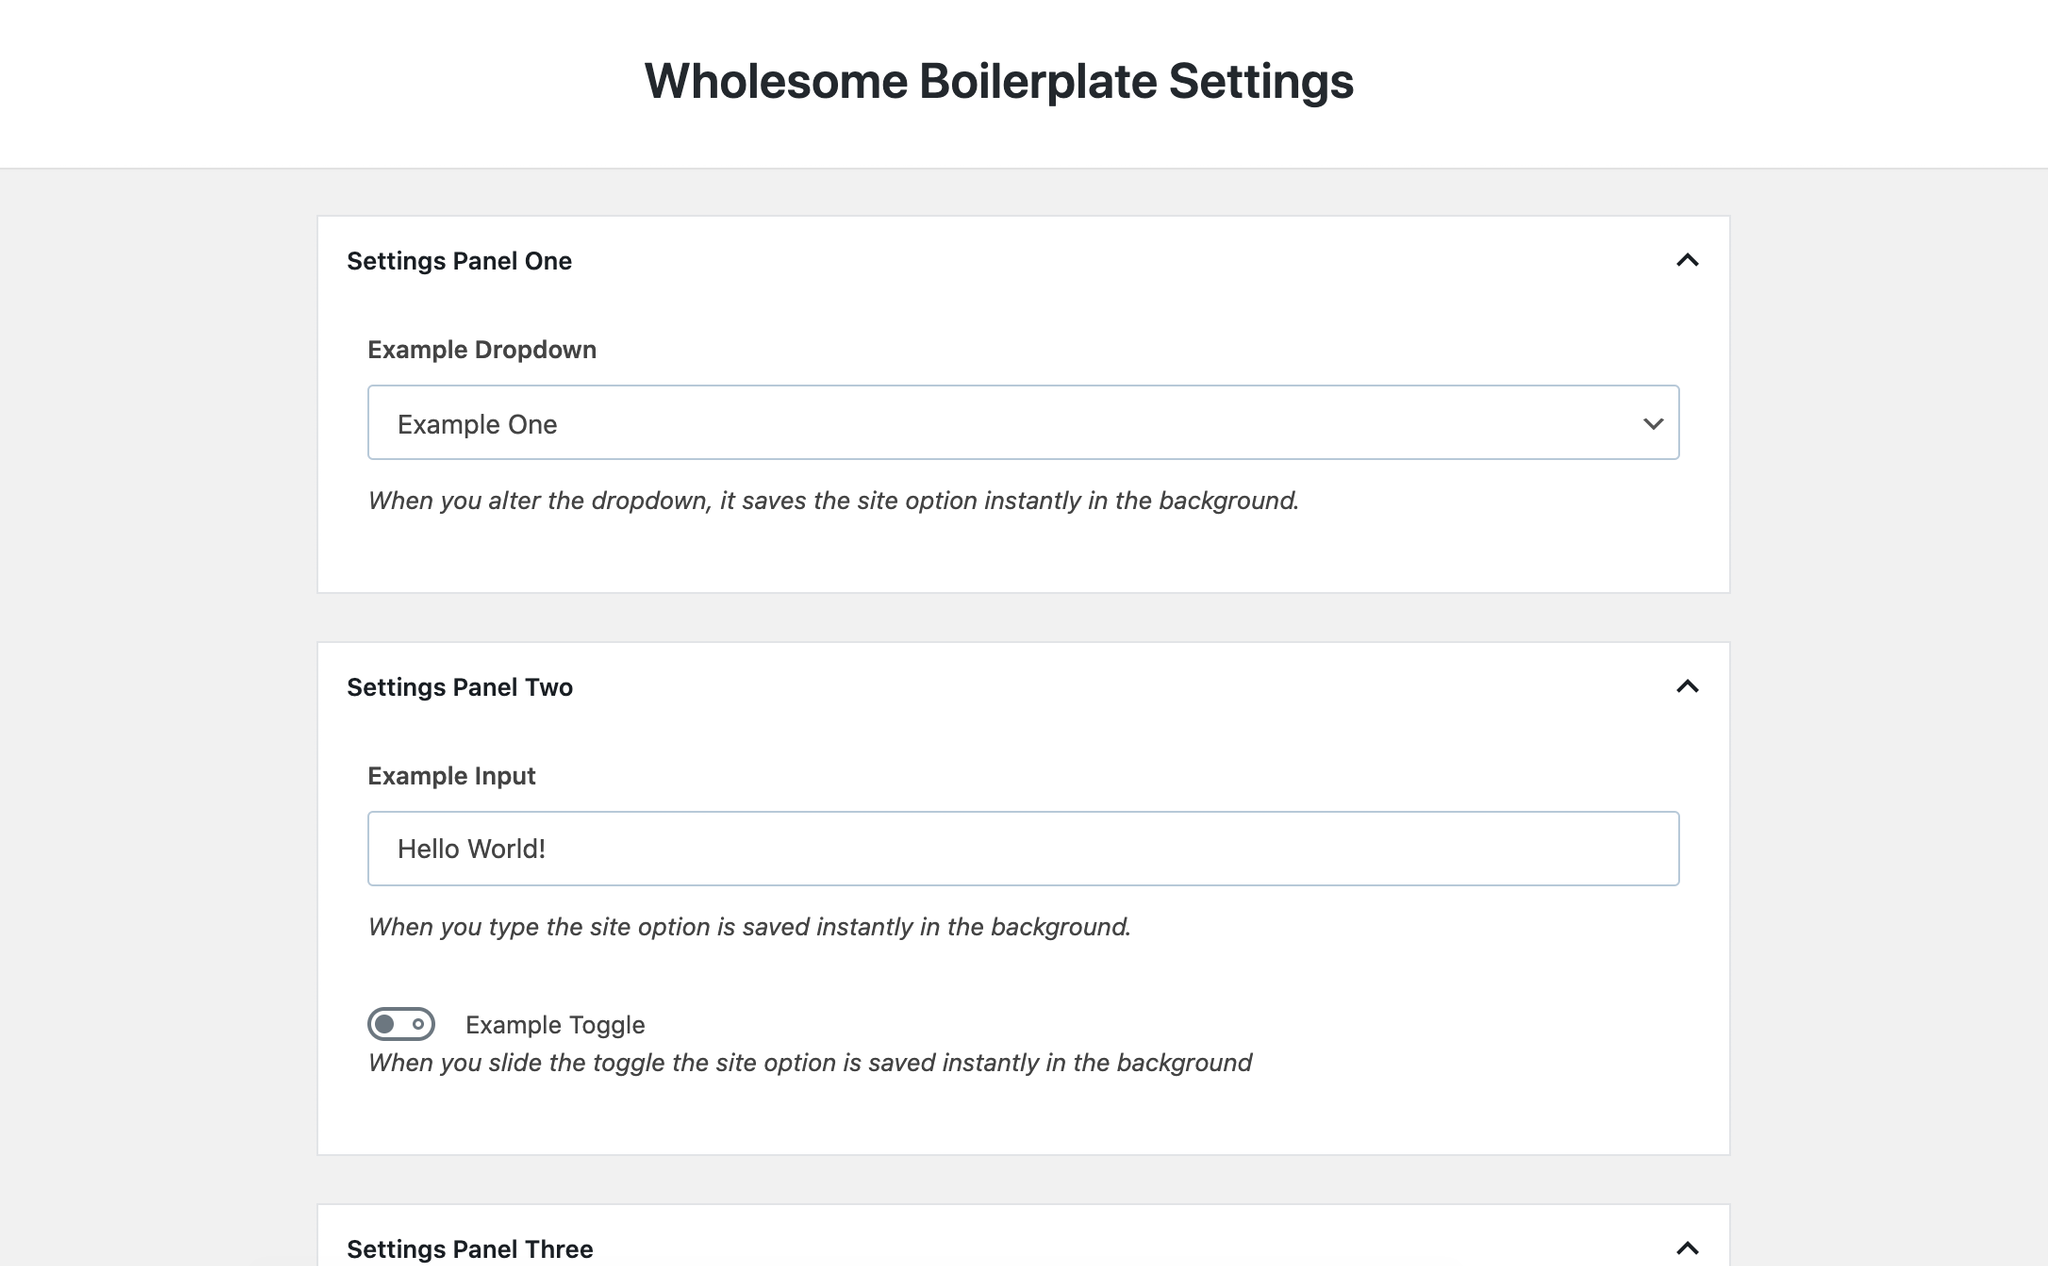 Wholesome Boilerplate Settings
Settings Panel One
Example Dropdown
Example One
When you alter the dropdown, it saves the site option instantly in the background.
Settings Panel Two
Example Input
Hello World!
When you type the site option is saved instantly in the background.
Example Toggle
When you slide the toggle the site option is saved instantly in the background
Settings Panel Three